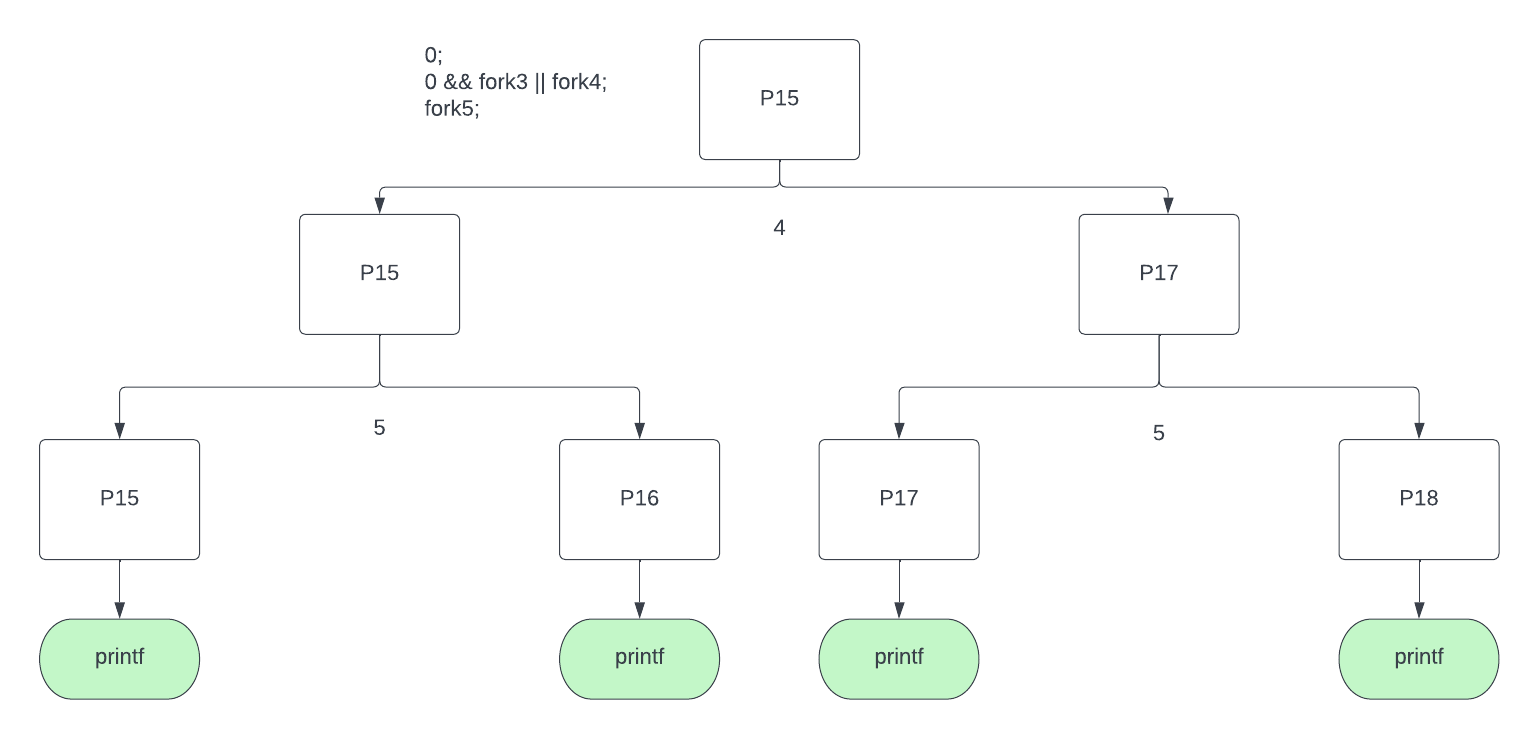 0;
0 && fork3 || fork4;
fork5;
P15
4
P15
P17
5
5
P15
P16
P17
P18
printf
printf
printf
printf